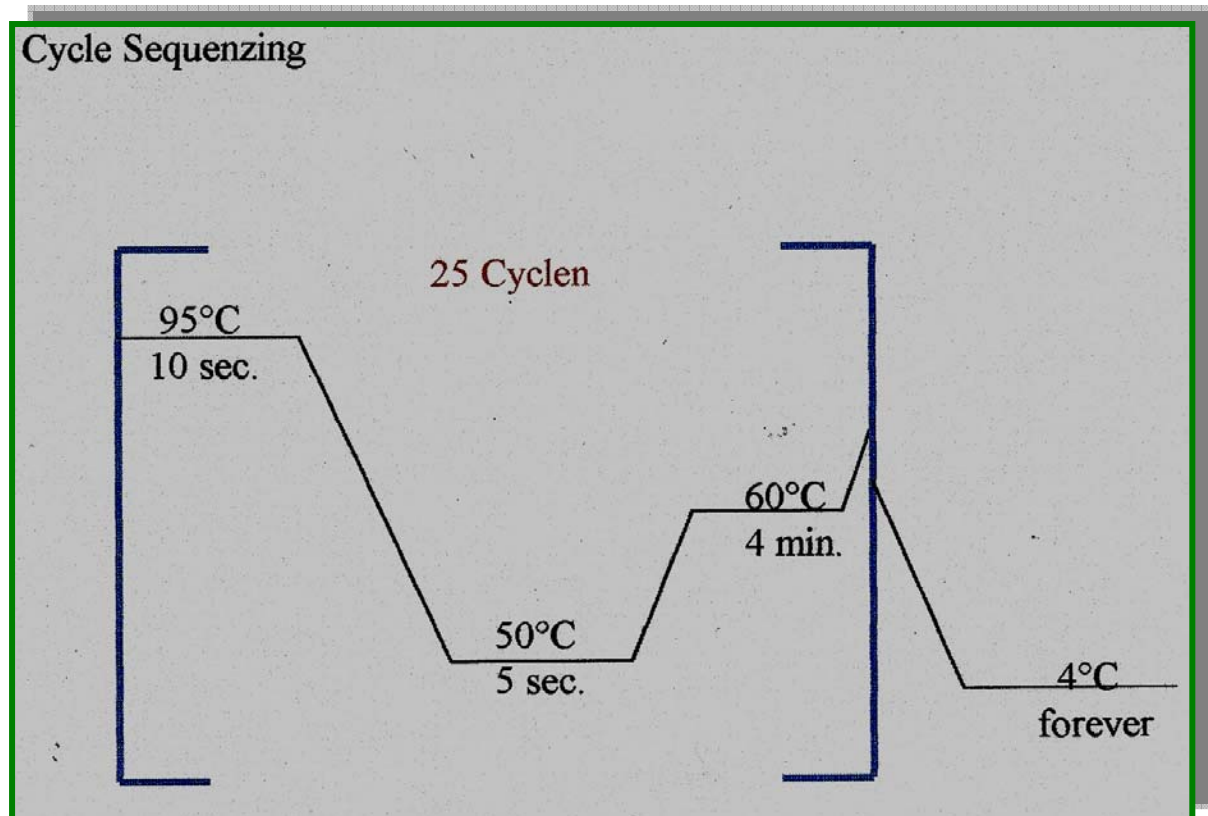 Cycle Sequenzing
25 Cyclen
95°C
10 sec.
50°C
5 sec.
60°C
4 min.
4°C
forever